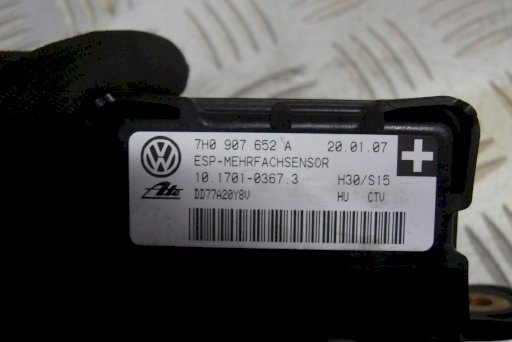 7H0 907 652 A 20.01.07
ESP-MEHRFACHSENSOR
10.1701-0367.3 H30/S15
DD77A20Y8V HU CTV
Ate